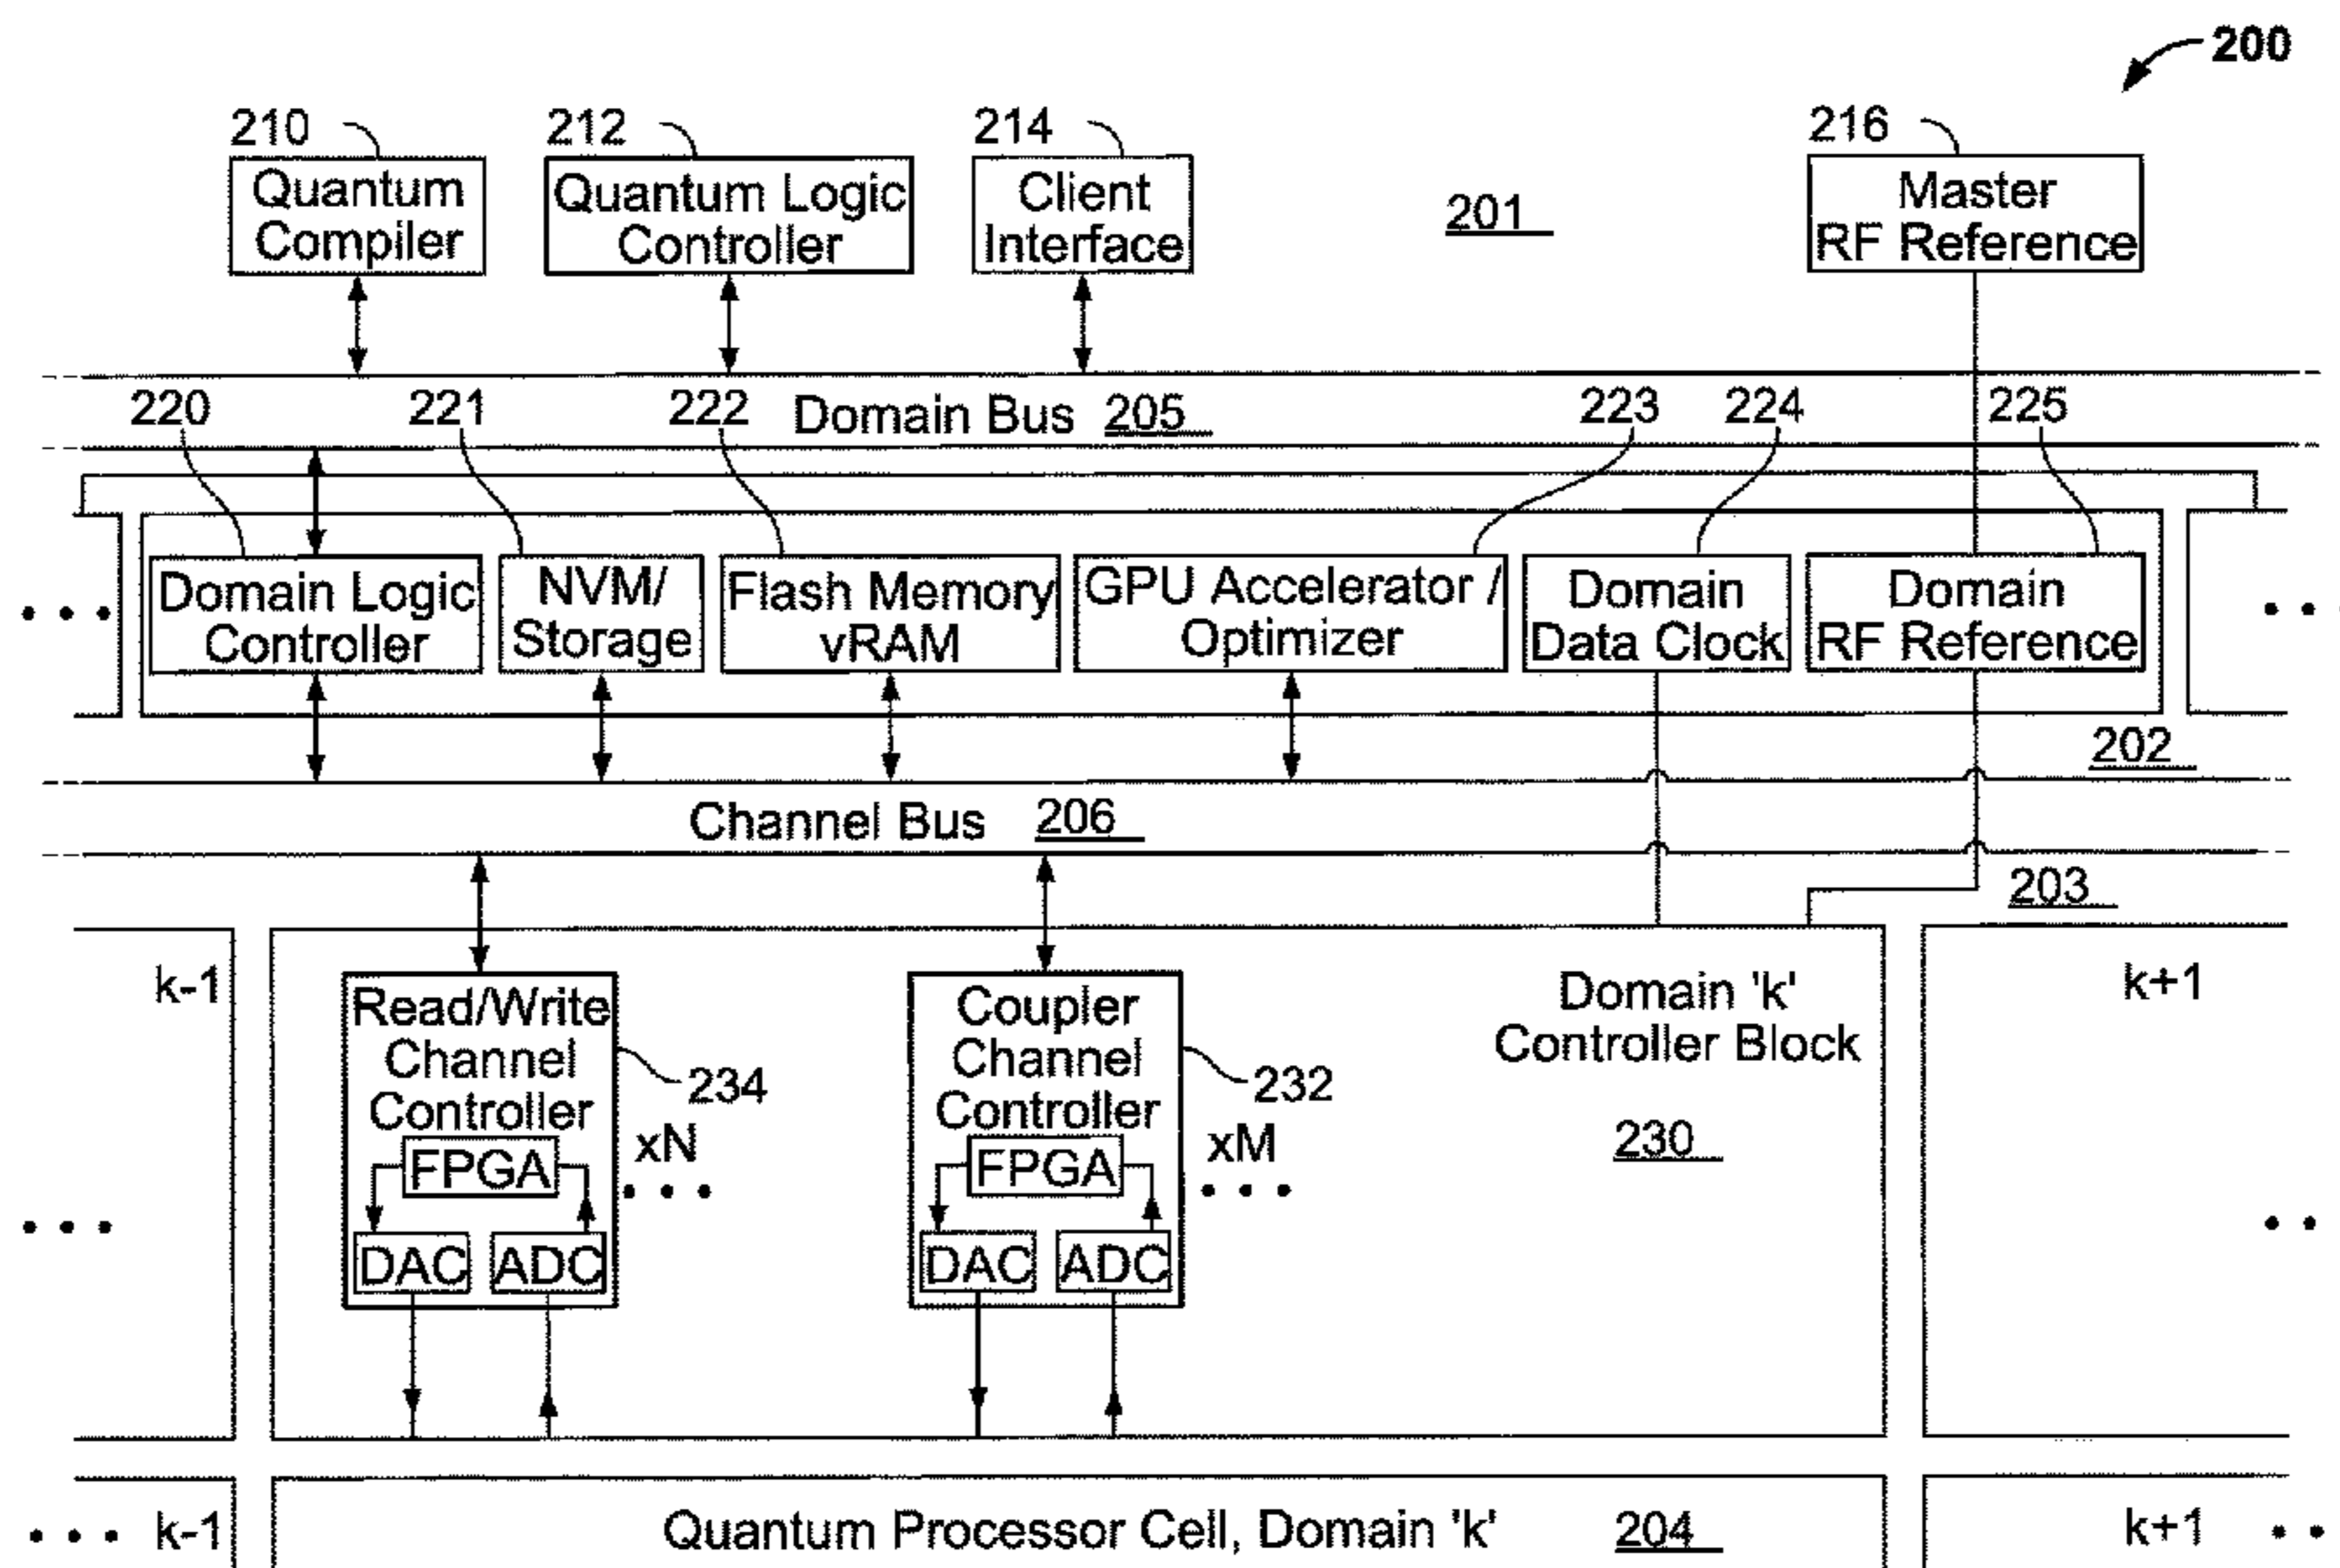 200
210
212
214
216
Quantum
Compiler
Quantum Logic
Controller
Client
Interface
201
Master
RF Reference
220
221
222
Domain Bus 205
223
224
225
Domain Logic
Controller
NVM/
Storage
Flash Memory
vRAM
GPU Accelerator /
Optimizer
Domain
Data Clock
Domain
RF Reference
202
Channel Bus 206
203
k-1
Read/Write
Channel
Controller
234
xN
FPGA
DAC
ADC
Coupler
Channel
Controller
232
xM
FPGA
DAC
ADC
Domain 'k'
Controller Block
230
k+1
k-1
Quantum Processor Cell, Domain 'k' 204
k+1